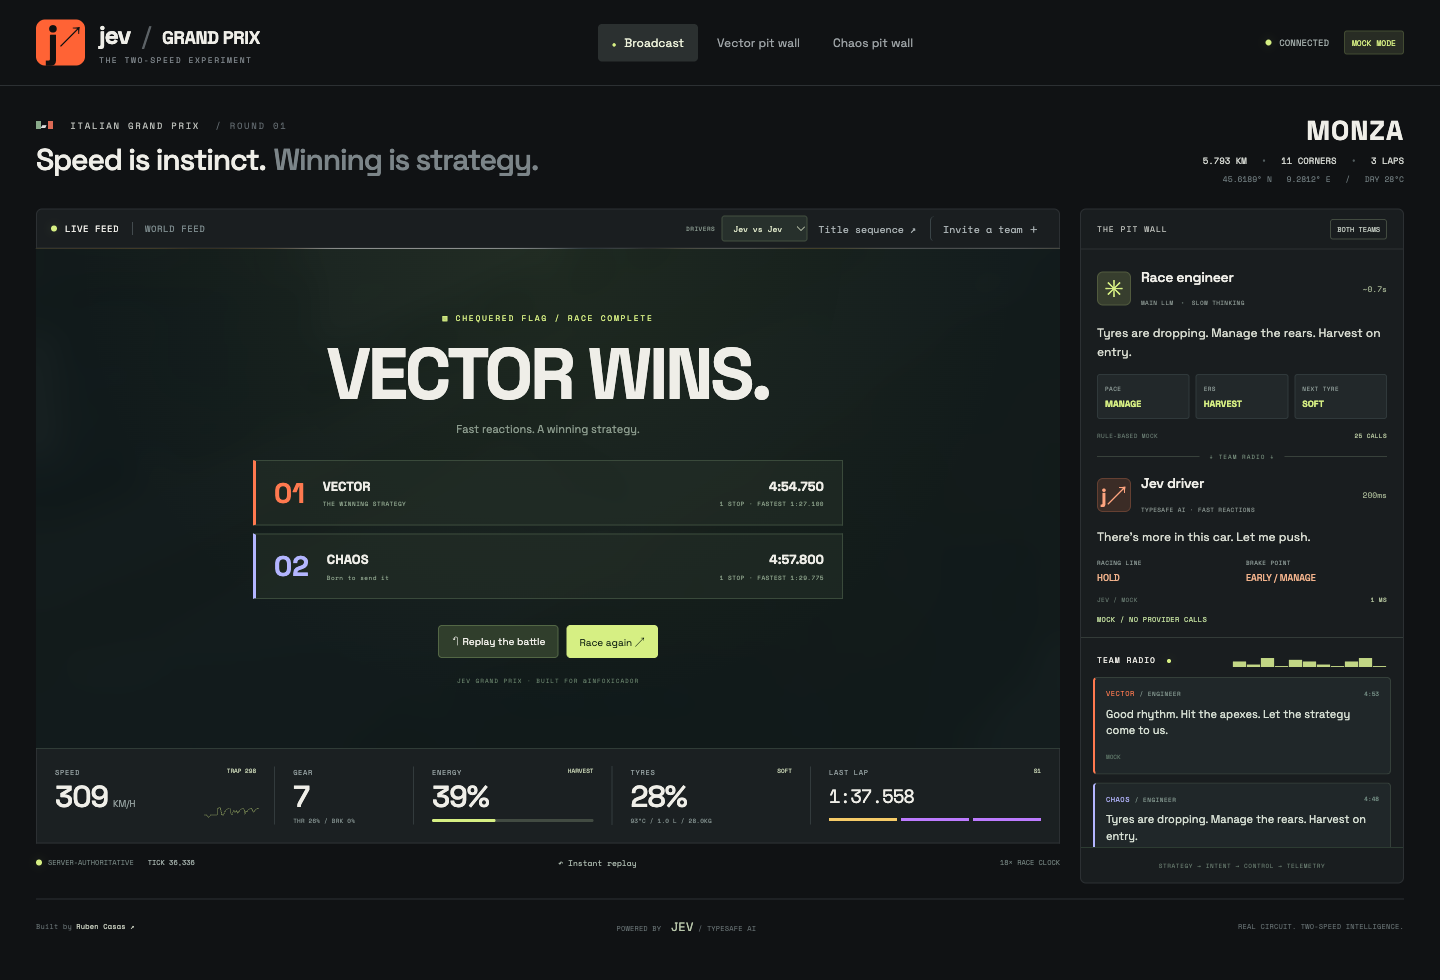 jev / GRAND PRIX
THE TWO-SPEED EXPERIMENT
Broadcast
Vector pit wall
Chaos pit wall
CONNECTED
MOCK MODE
ITALIAN GRAND PRIX / ROUND 01
Speed is instinct. Winning is strategy.
MONZA
5.793 KM · 11 CORNERS · 3 LAPS
45.6189° N 9.2812° E / DRY 28°C
LIVE FEED
WORLD FEED
DRIVERS
Jev vs Jev
Title sequence ↗
Invite a team +
CHEQUERED FLAG / RACE COMPLETE
VECTOR WINS.
Fast reactions. A winning strategy.
01
VECTOR
THE WINNING STRATEGY
4:54.750
1 STOP · FASTEST 1:27.100
02
CHAOS
Born to send it
4:57.800
1 STOP · FASTEST 1:29.775
↰ Replay the battle
Race again ↗
JEV GRAND PRIX · BUILT FOR @INFOXICADOR
SPEED
TRAP 298
309 KM/H
GEAR
7
THR 26% / BRK 0%
ENERGY
HARVEST
39%
TYRES
SOFT
28%
93°C / 1.0 L / 28.0KG
LAST LAP
S1
1:37.558
SERVER-AUTHORITATIVE TICK 36,336
↶ Instant replay
18× RACE CLOCK
THE PIT WALL
BOTH TEAMS
Race engineer
MAIN LLM · SLOW THINKING
~0.7s
Tyres are dropping. Manage the rears. Harvest on
entry.
PACE
MANAGE
ERS
HARVEST
NEXT TYRE
SOFT
RULE-BASED MOCK
25 CALLS
↓ TEAM RADIO ↓
j
Jev driver
TYPESAFE AI · FAST REACTIONS
200ms
There's more in this car. Let me push.
RACING LINE
HOLD
BRAKE POINT
EARLY / MANAGE
JEV / MOCK
1 MS
MOCK / NO PROVIDER CALLS
TEAM RADIO
VECTOR / ENGINEER
4:53
Good rhythm. Hit the apexes. Let the strategy
come to us.
MOCK
CHAOS / ENGINEER
4:48
Tyres are dropping. Manage the rears. Harvest on
entry.
STRATEGY → INTENT → CONTROL → TELEMETRY
Built by Ruben Casas ↗
POWERED BY JEV / TYPESAFE AI
REAL CIRCUIT. TWO-SPEED INTELLIGENCE.